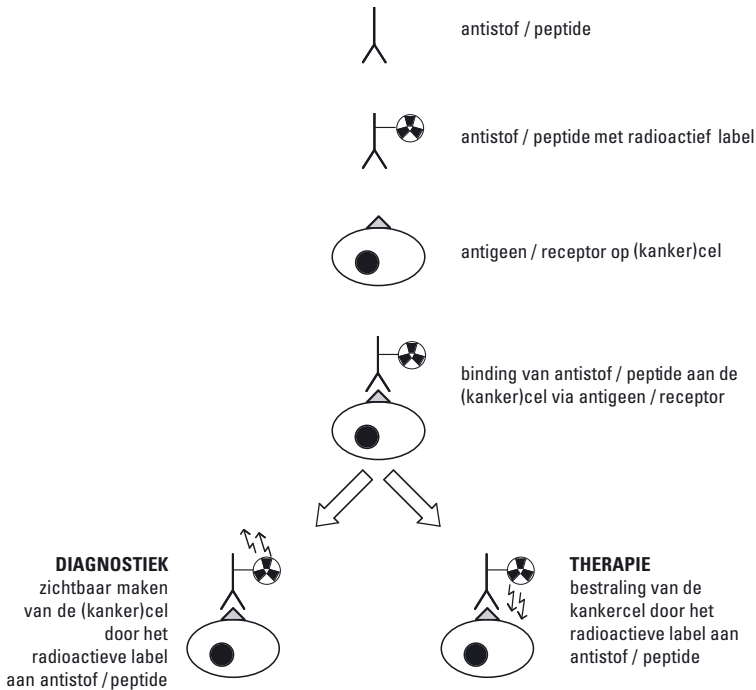 antistof / peptide
antistof / peptide met radioactief label
antigeen / receptor op (kanker)cel
binding van antistof / peptide aan de
(kanker)cel via antigeen / receptor
DIAGNOSTIEK
zichtbaar maken
van de (kanker)cel
door het
radioactieve label
aan antistof / peptide
THERAPIE
bestraling van de
kankercel door het
radioactieve label aan
antistof / peptide